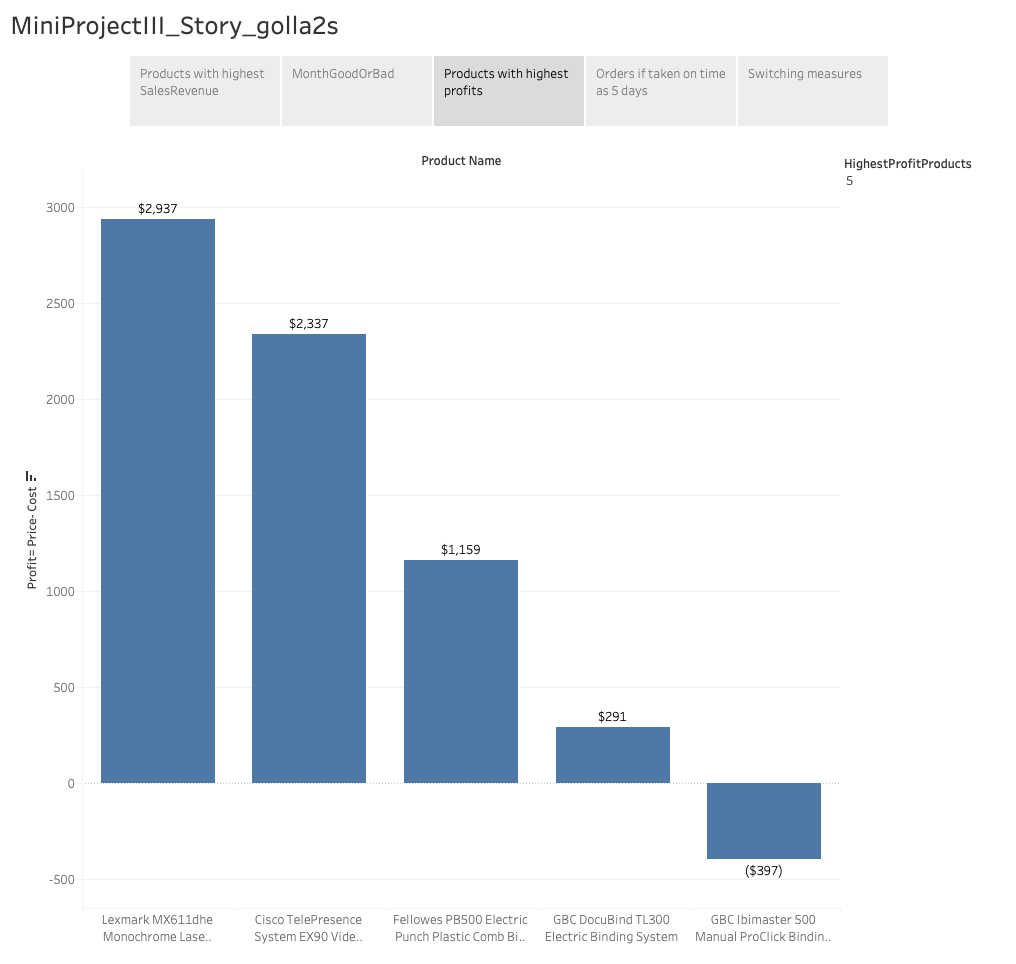 MiniProjectIII_Story_golla2s
Products with highest
SalesRevenue
MonthGoodOrBad
Products with highest
profits
Orders if taken on time
as 5 days
Switching measures
Product Name
HighestProfitProducts
5
Profit= Price- Cost
3000
2500
2000
1500
1000
500
0
-500
$2,937
$2,337
$1,159
$291
($397)
Lexmark MX611dhe
Monochrome Lase..
Cisco TelePresence
System EX90 Vide..
Fellowes PB500 Electric
Punch Plastic Comb Bi..
GBC DocuBind TL300
Electric Binding System
GBC Ibimaster 500
Manual ProClick Bindin..